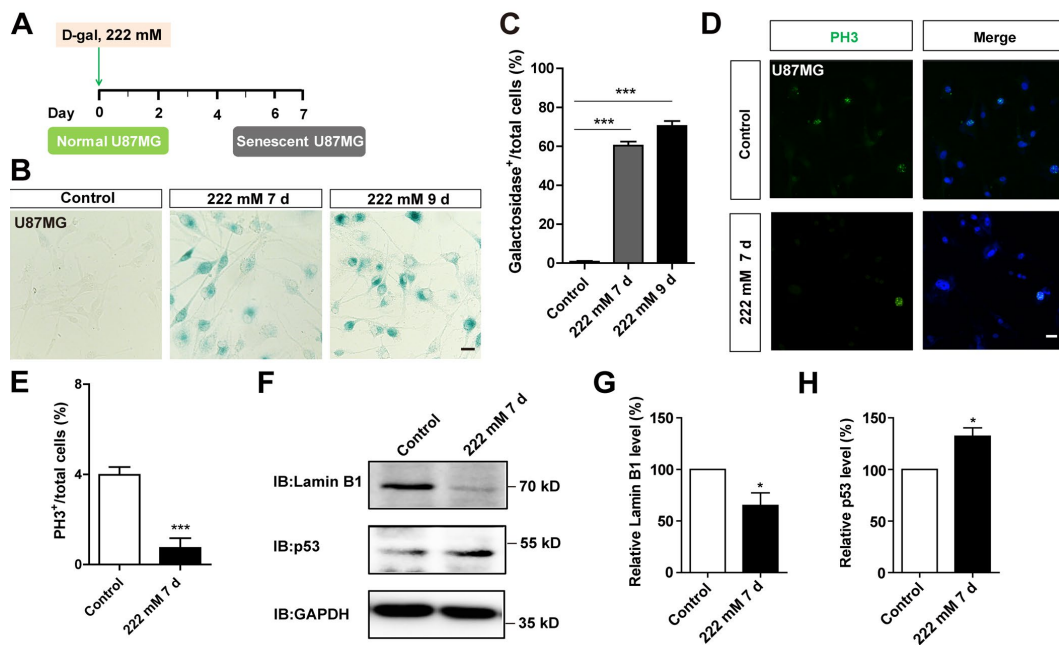 A
D-gal, 222 mM
Day 0 2 4 6 7
Normal U87MG
Senescent U87MG
B
Control
222 mM 7 d
222 mM 9 d
U87MG
C
Galactosidase⁺/total cells (%)
100
80
60
40
20
0
***
***
Control
222 mM 7 d
222 mM 9 d
D
PH3
Merge
Control
222 mM 7 d
U87MG
E
PH3⁺/total cells (%)
8
4
0
***
Control
222 mM 7 d
F
Control
222 mM 7 d
IB:Lamin B1
70 kD
IB:p53
55 kD
IB:GAPDH
35 kD
G
Relative Lamin B1 level (%)
150
100
50
0
*
Control
222 mM 7 d
H
Relative p53 level (%)
150
100
150
0
*
Control
222 mM 7 d